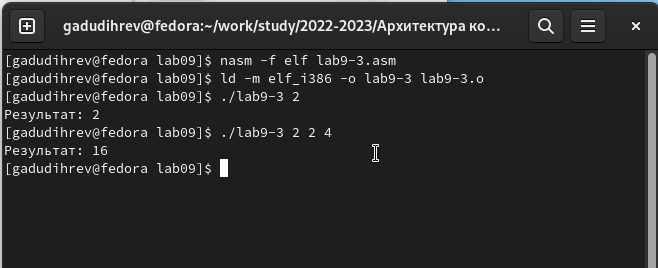 gadudihrev@fedora:~/work/study/2022-2023/Архитектура ко...
[gadudihrev@fedora lab09]$ nasm -f elf lab9-3.asm
[gadudihrev@fedora lab09]$ ld -m elf_i386 -o lab9-3 lab9-3.o
[gadudihrev@fedora lab09]$ ./lab9-3 2
Результат: 2
[gadudihrev@fedora lab09]$ ./lab9-3 2 2 4
Результат: 16
[gadudihrev@fedora lab09]$